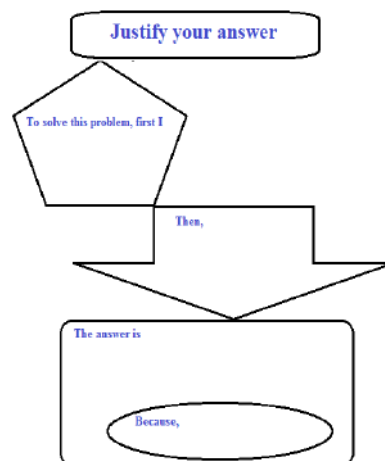 Justify your answer
To solve this problem, first I
Then,
The answer is
Because,